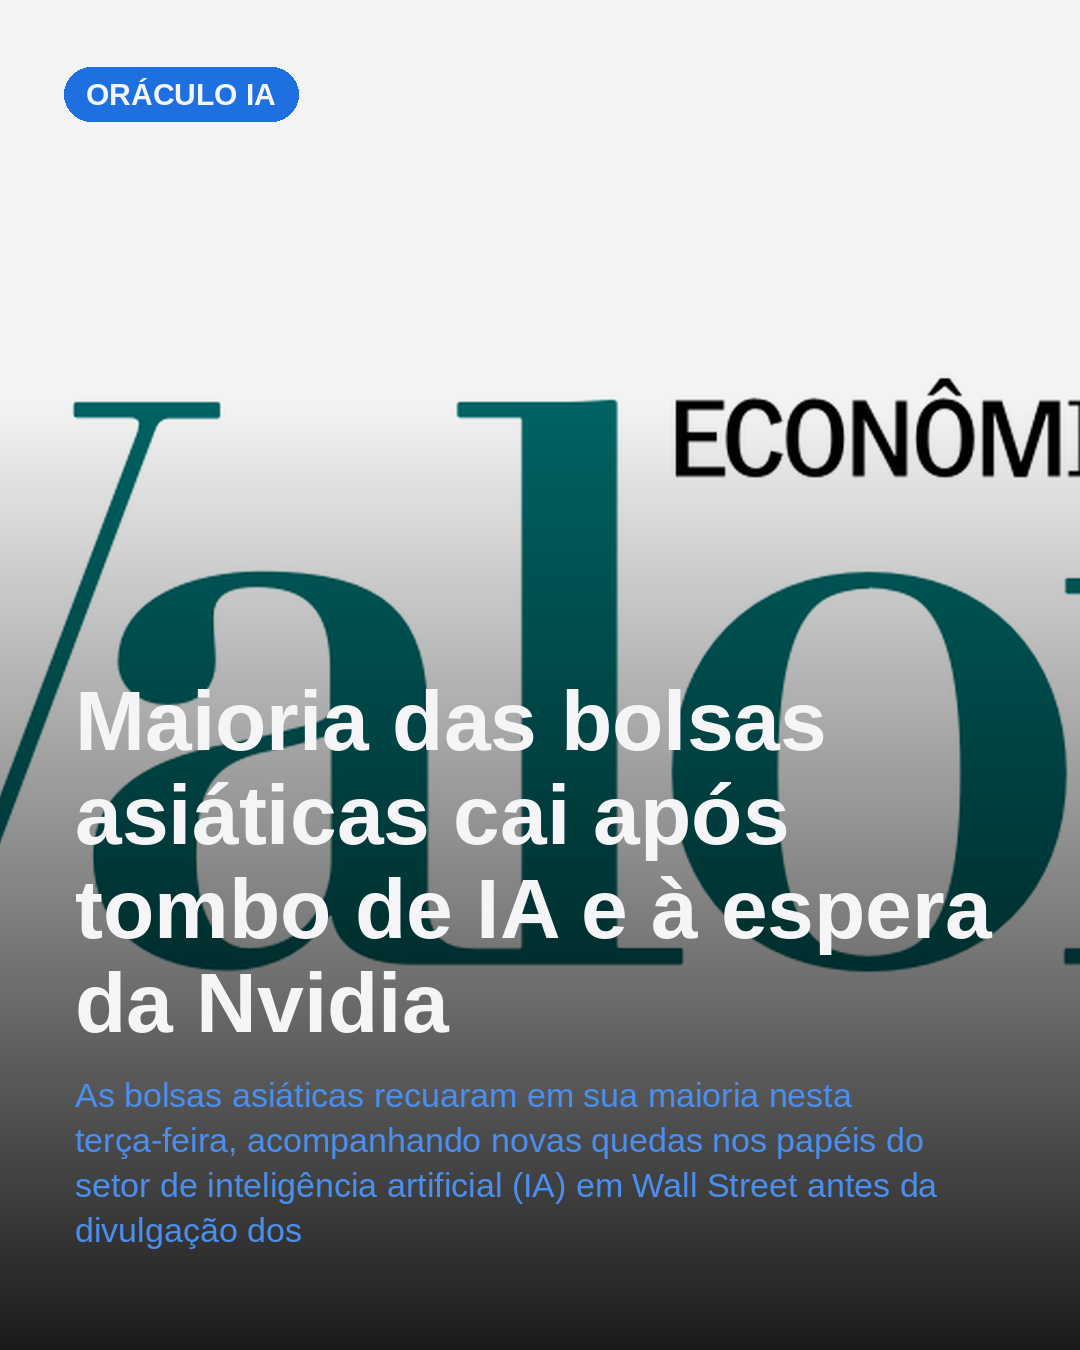 ORÁCULO IA
ECONÔMI
Valor
Maioria das bolsas
asiáticas cai após
tombo de IA e à espera
da Nvidia
As bolsas asiáticas recuaram em sua maioria nesta
terça-feira, acompanhando novas quedas nos papéis do
setor de inteligência artificial (IA) em Wall Street antes da
divulgação dos